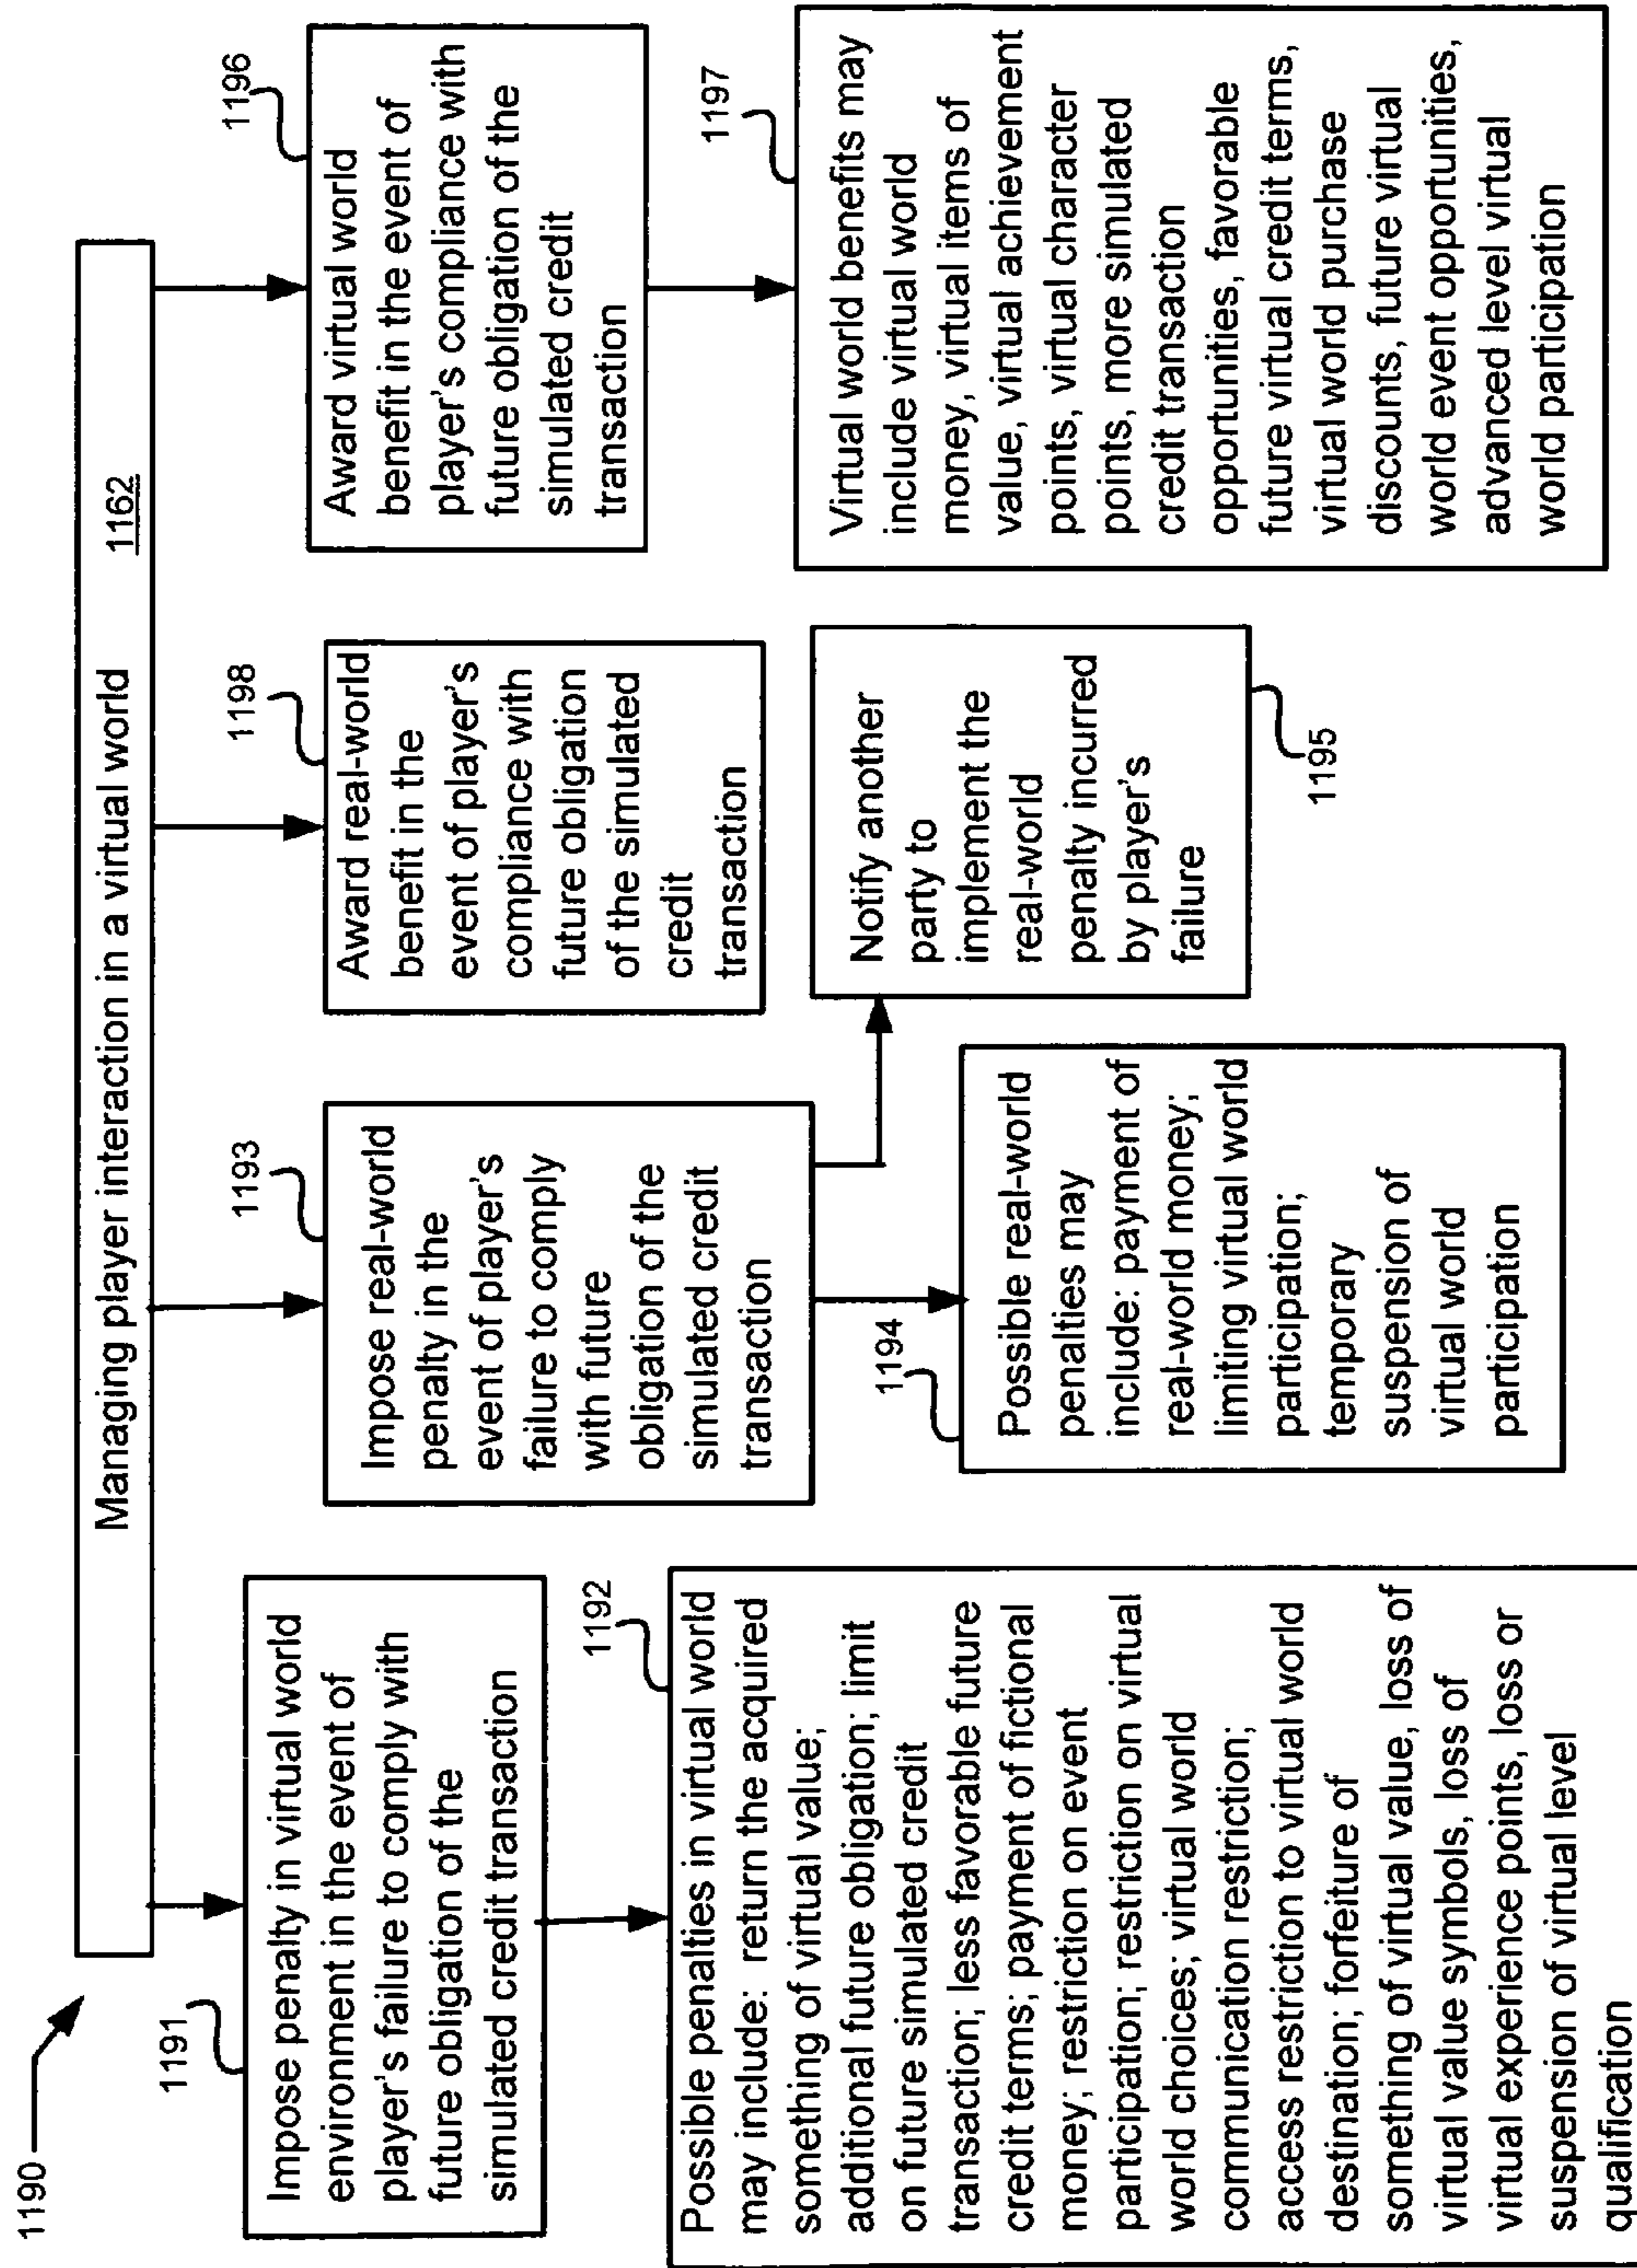 1190
Managing player interaction in a virtual world 1162
1191
Impose penalty in virtual world
environment in the event of
player's failure to comply with
future obligation of the
simulated credit transaction
1192
Possible penalties in virtual world
may include: return the acquired
something of virtual value;
additional future obligation; limit
on future simulated credit
transaction; less favorable future
credit terms; payment of fictional
money; restriction on event
participation; restriction on virtual
world choices; virtual world
communication restriction;
access restriction to virtual world
destination; forfeiture of
something of virtual value, loss of
virtual value symbols, loss of
virtual experience points, loss or
suspension of virtual level
qualification
1193
Impose real-world
penalty in the
event of player's
failure to comply
with future
obligation of the
simulated credit
transaction
1194
Possible real-world
penalties may
include: payment of
real-world money;
limiting virtual world
participation;
temporary
suspension of
virtual world
participation
1198
Award real-world
benefit in the
event of player's
compliance with
future obligation
of the simulated
credit
transaction
Notify another
party to
implement the
real-world
penalty incurred
by player's
failure
1195
1196
Award virtual world
benefit in the event of
player's compliance with
future obligation of the
simulated credit
transaction
1197
Virtual world benefits may
include virtual world
money, virtual items of
value, virtual achievement
points, virtual character
points, more simulated
credit transaction
opportunities, favorable
future virtual credit terms,
virtual world purchase
discounts, future virtual
world event opportunities,
advanced level virtual
world participation